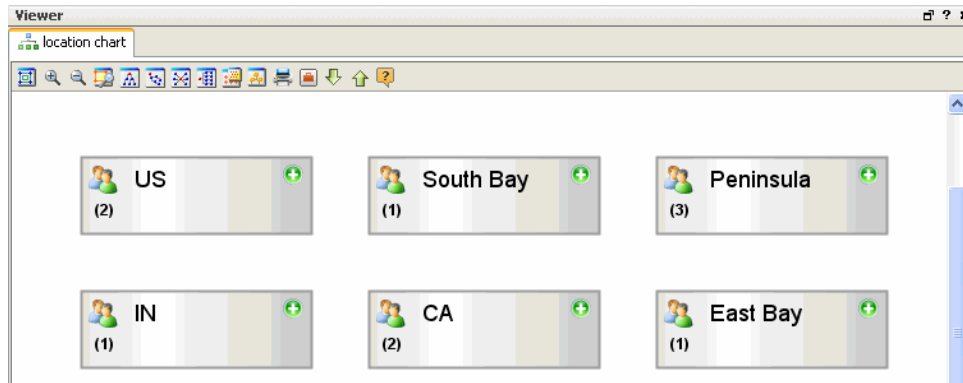 Viewer
location chart
US
South Bay
Peninsula
(2)
(1)
(3)
IN
CA
East Bay
(1)
(2)
(1)